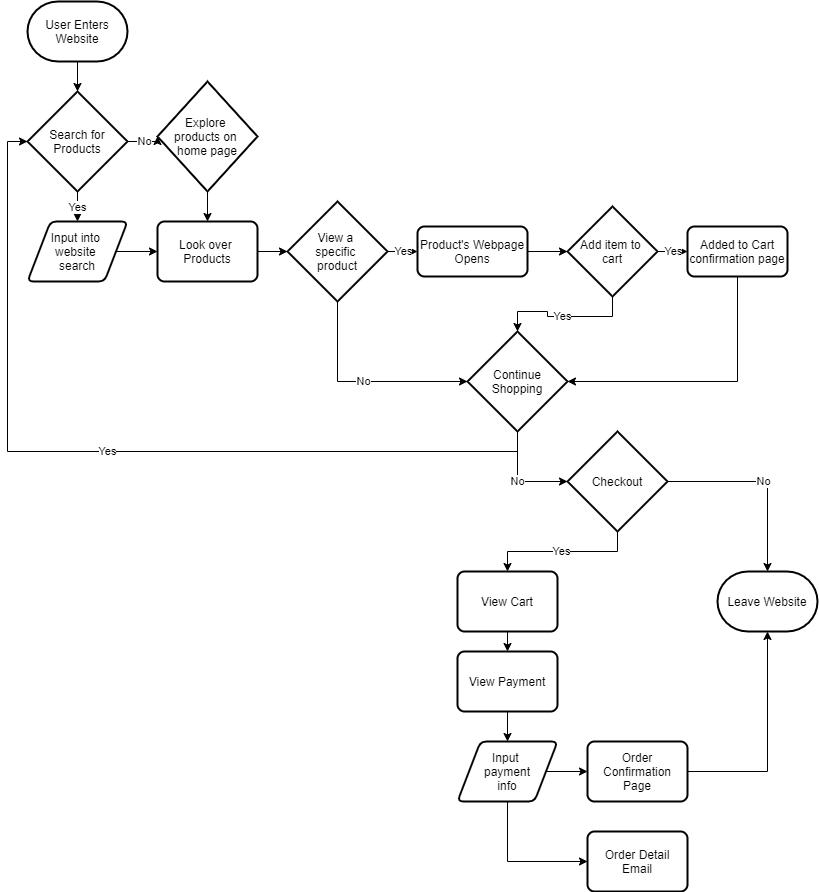 User Enters
Website
Search for
Products
No
Explore
products on
home page
Yes
Input into
website
search
Look over
Products
View a
specific
product
Yes
Product's Webpage
Opens
Add item to
cart
Yes
Added to Cart
confirmation page
Yes
No
Continue
Shopping
Yes
No
Checkout
No
Yes
View Cart
Leave Website
View Payment
Input
payment
info
Order
Confirmation
Page
Order Detail
Email